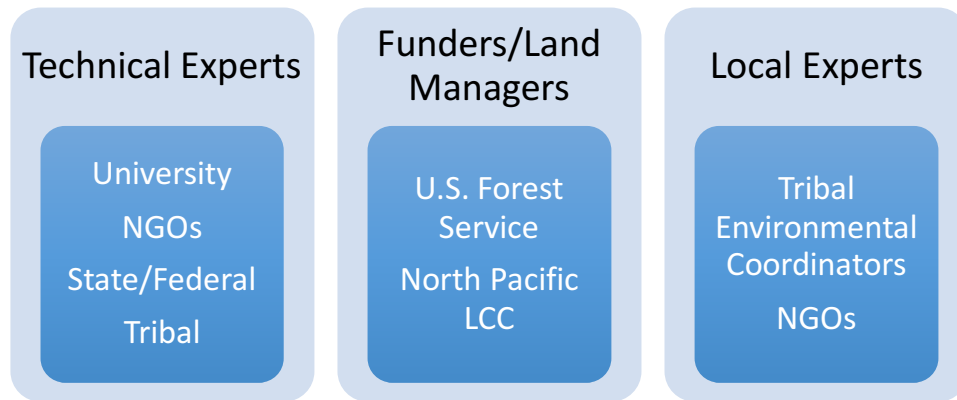 Technical Experts
University
NGOs
State/Federal
Tribal
Funders/Land
Managers
U.S. Forest
Service
North Pacific
LCC
Local Experts
Tribal
Environmental
Coordinators
NGOs